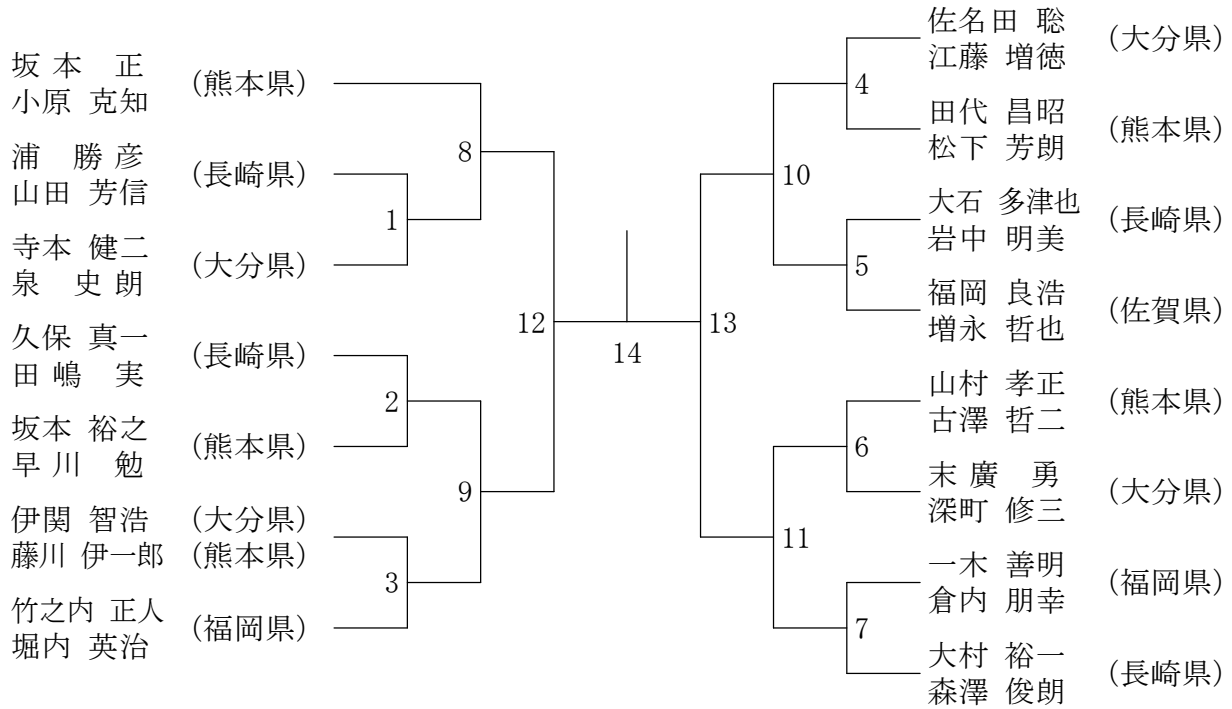 坂本 正
小原 克知
(熊本県)
浦 勝彦
山田 芳信
(長崎県)
寺本 健二
泉 史朗
(大分県)
久保 真一
田嶋 実
(長崎県)
坂本 裕之
早川 勉
(熊本県)
伊関 智浩 (大分県)
藤川 伊一郎 (熊本県)
竹之内 正人
堀内 英治
(福岡県)
1
2
3
8
9
12
14
13
10
11
4
5
6
7
佐名田 聡
江藤 増徳
(大分県)
田代 昌昭
松下 芳朗
(熊本県)
大石 多津也
岩中 明美
(長崎県)
福岡 良浩
増永 哲也
(佐賀県)
山村 孝正
古澤 哲二
(熊本県)
末廣 勇
深町 修三
(大分県)
一木 善明
倉内 朋幸
(福岡県)
大村 裕一
森澤 俊朗
(長崎県)